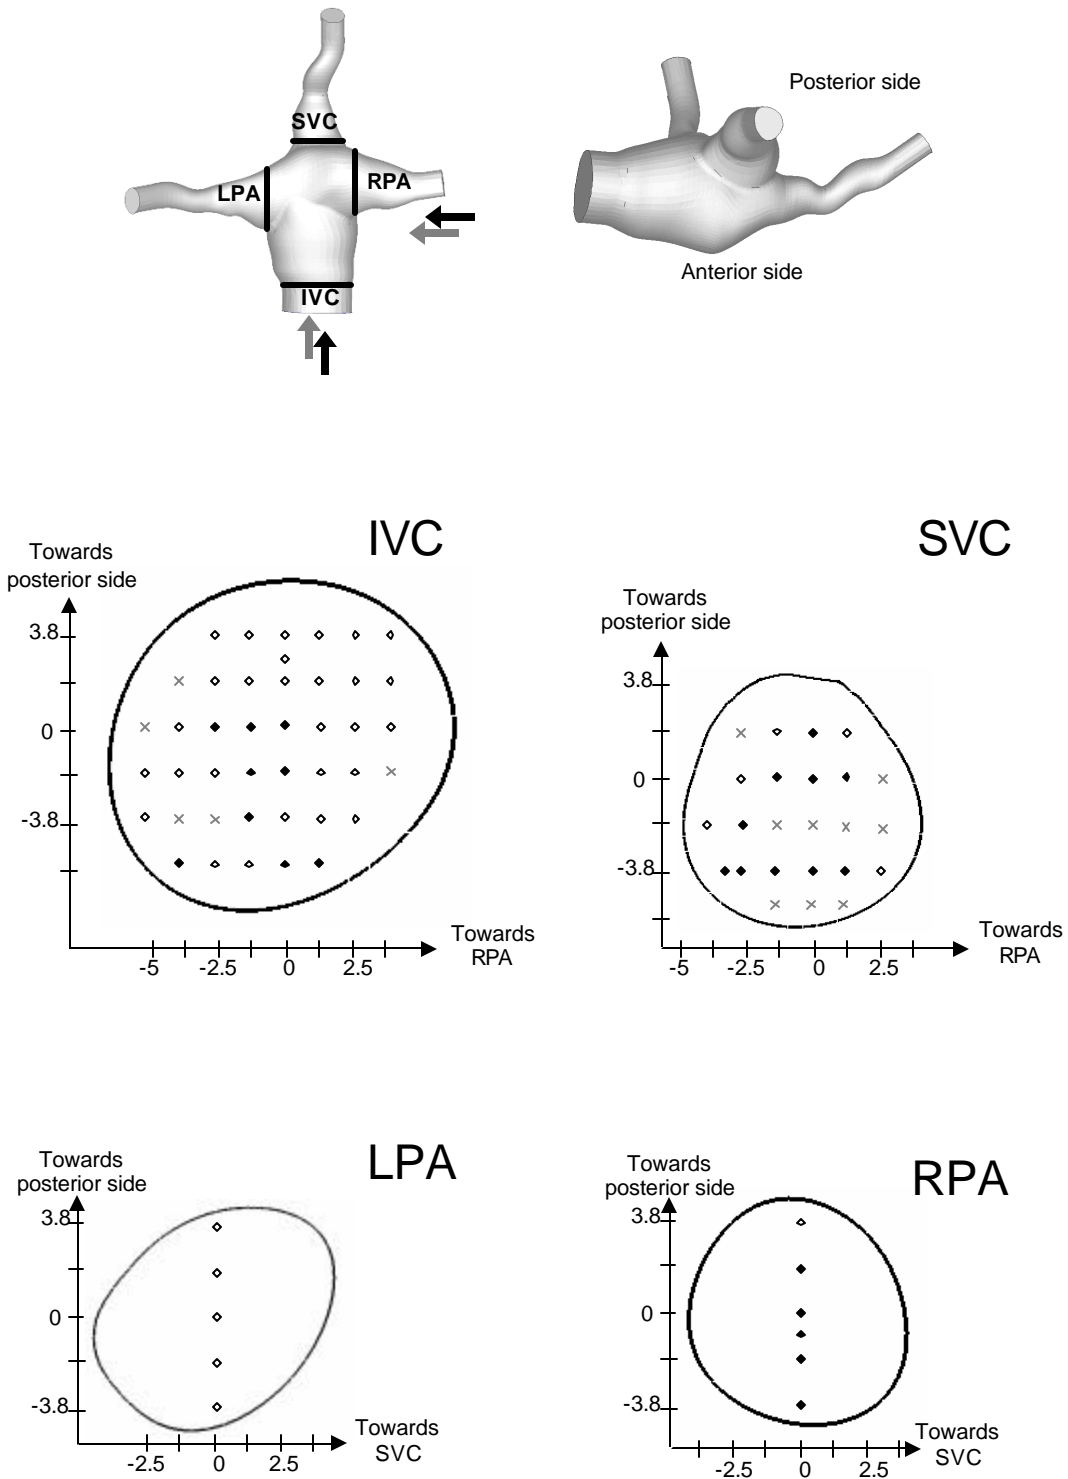 SVC
LPA
RPA
IVC
Posterior side
Anterior side
IVC
Towards
posterior side
3.8
0
-3.8
-5
-2.5
0
2.5
Towards
RPA
SVC
Towards
posterior side
3.8
0
-3.8
-5
-2.5
0
2.5
Towards
RPA
LPA
Towards
posterior side
3.8
0
-3.8
-2.5
0
2.5
Towards
SVC
RPA
Towards
posterior side
3.8
0
-3.8
-2.5
0
2.5
Towards
SVC